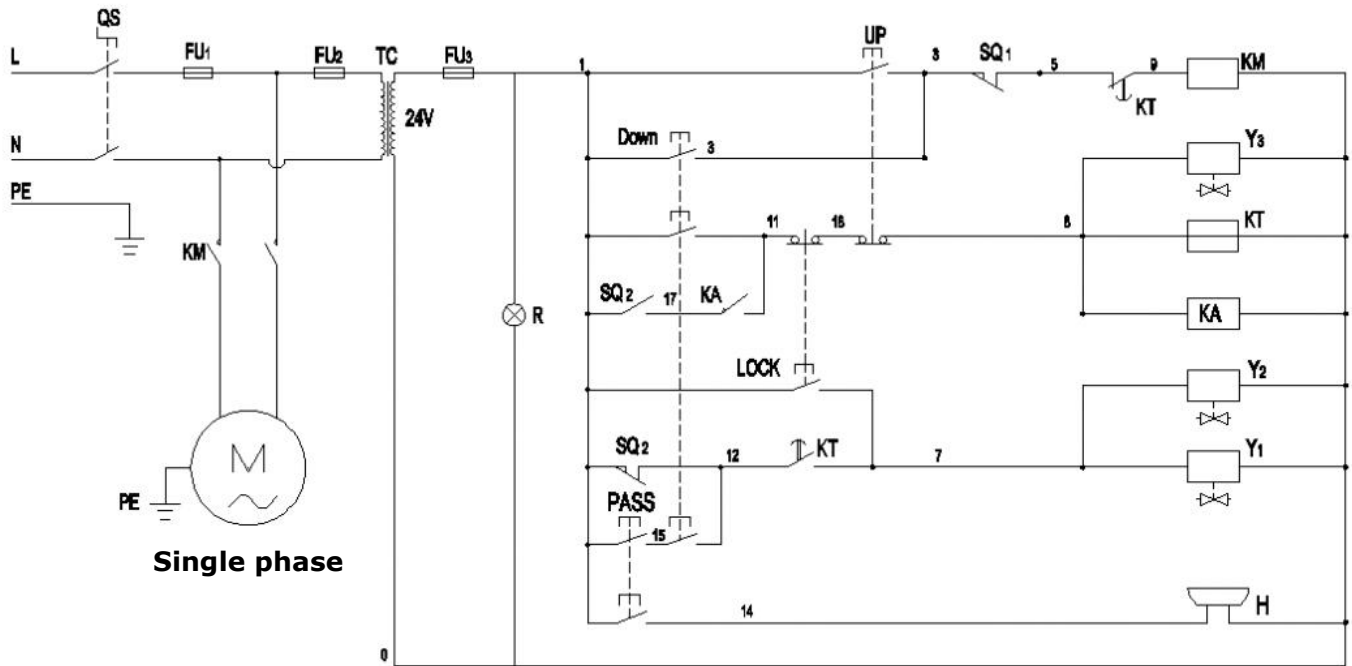 QS
UP
L FU1 FU2 TC FU3 1 3 SQ1 5 9 KM
KT
24V
N Down 3 Y3
PE
11 16 6 KT
KM
SQ2 17 KA KA
R
LOCK Y2
SQ2 12 KT 7 Y1
M
PE PASS
15
Single phase
14 H
0